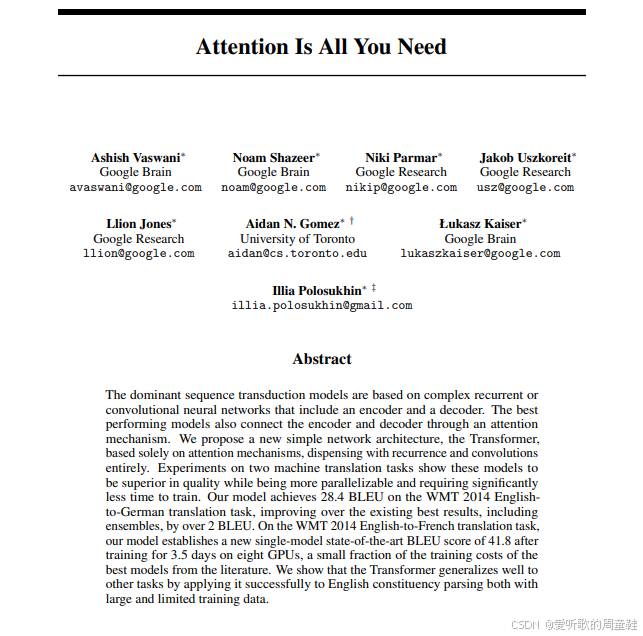 Attention Is All You Need
Ashish Vaswani* Noam Shazeer* Niki Parmar* Jakob Uszkoreit*
Google Brain Google Brain Google Research Google Research
avaswani@google.com noam@google.com nikip@google.com usz@google.com
Llion Jones* Aidan N. Gomez* † Łukasz Kaiser*
Google Research University of Toronto Google Brain
llion@google.com aidan@cs.toronto.edu lukaszkaiser@google.com
Illia Polosukhin* ‡
illia.polosukhin@gmail.com
Abstract
The dominant sequence transduction models are based on complex recurrent or
convolutional neural networks that include an encoder and a decoder. The best
performing models also connect the encoder and decoder through an attention
mechanism. We propose a new simple network architecture, the Transformer,
based solely on attention mechanisms, dispensing with recurrence and convolutions
entirely. Experiments on two machine translation tasks show these models to
be superior in quality while being more parallelizable and requiring significantly
less time to train. Our model achieves 28.4 BLEU on the WMT 2014 English-
to-German translation task, improving over the existing best results, including
ensembles, by over 2 BLEU. On the WMT 2014 English-to-French translation task,
our model establishes a new single-model state-of-the-art BLEU score of 41.8 after
training for 3.5 days on eight GPUs, a small fraction of the training costs of the
best models from the literature. We show that the Transformer generalizes well to
other tasks by applying it successfully to English constituency parsing both with
large and limited training data.
CSDN @爱听歌的周童鞋